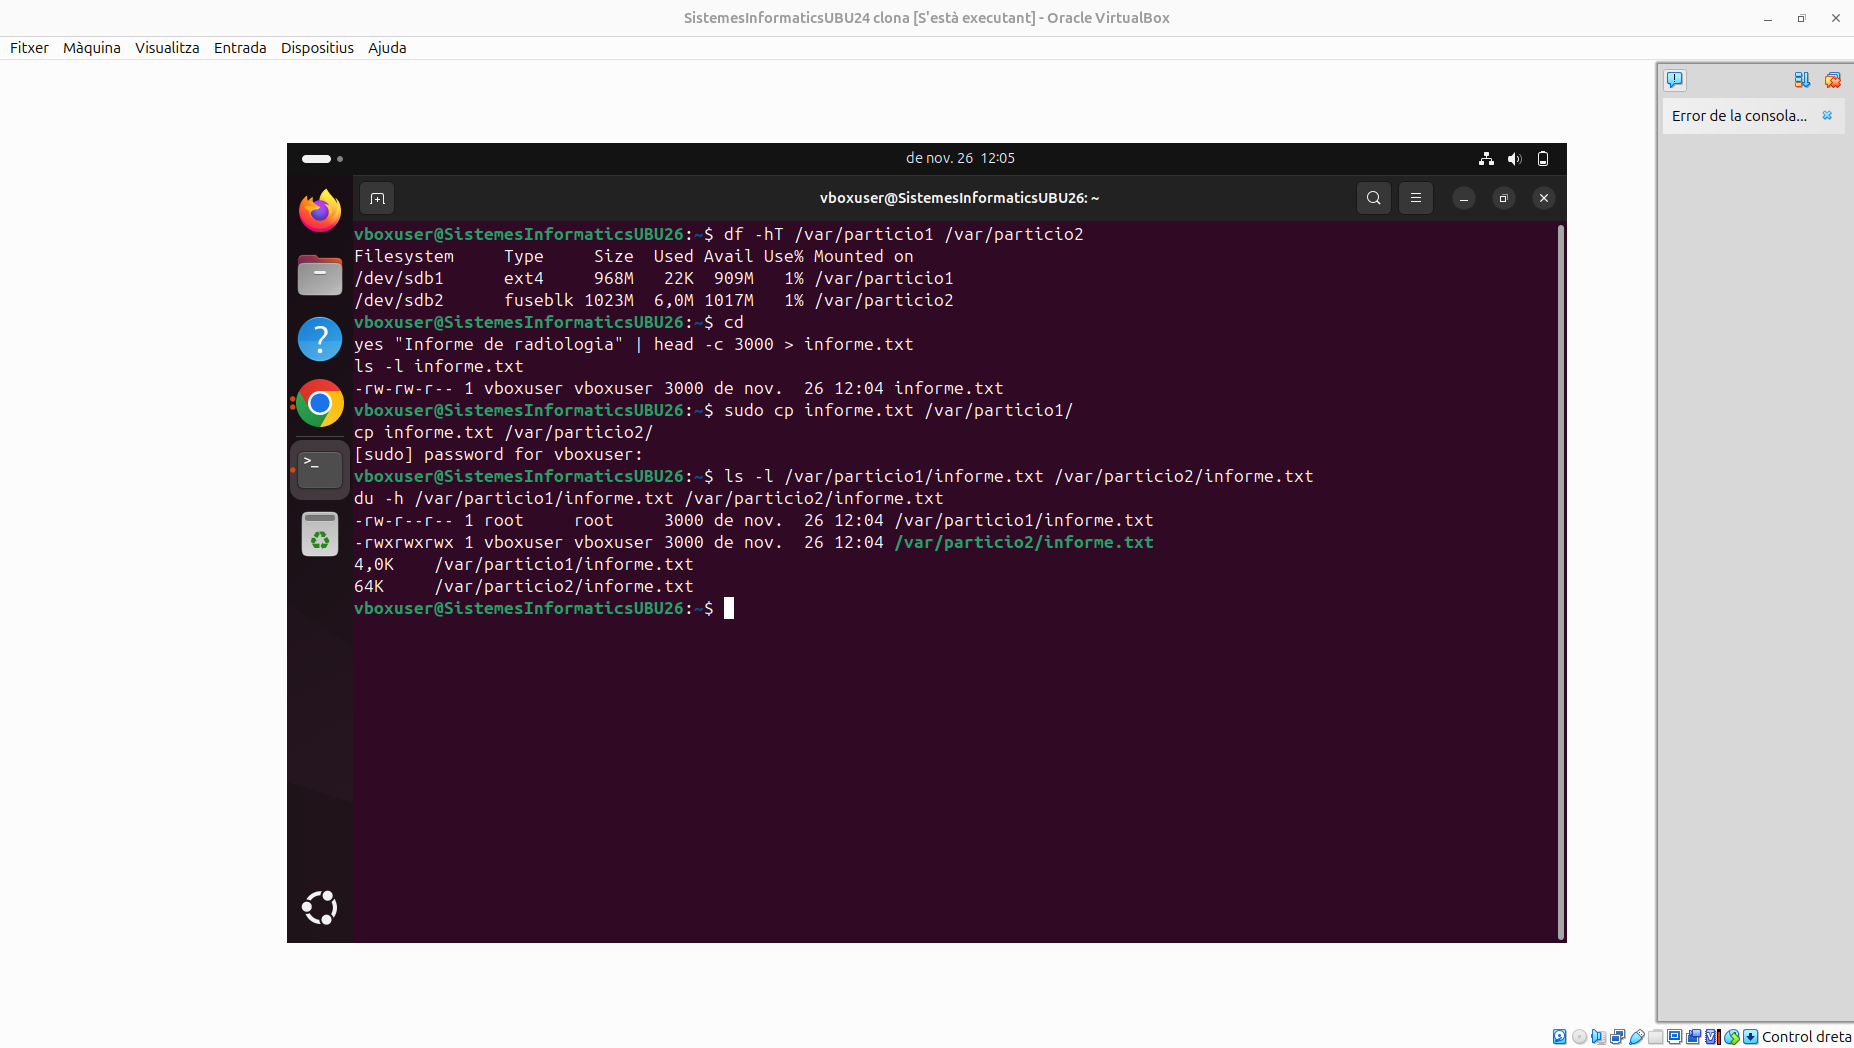 SistemesInformaticsUBU24 clona [S'està executant] - Oracle VirtualBox
Fitxer Màquina Visualitza Entrada Dispositius Ajuda
Error de la consola...
de nov. 26 12:05
vboxuser@SistemesInformaticsUBU26: ~
vboxuser@SistemesInformaticsUBU26:~$ df -hT /var/particio1 /var/particio2
Filesystem     Type     Size  Used Avail Use% Mounted on
/dev/sdb1      ext4     968M   22K  909M   1% /var/particio1
/dev/sdb2      fuseblk 1023M  6,0M 1017M   1% /var/particio2
vboxuser@SistemesInformaticsUBU26:~$ cd
yes "Informe de radiologia" | head -c 3000 > informe.txt
ls -l informe.txt
-rw-rw-r-- 1 vboxuser vboxuser 3000 de nov.  26 12:04 informe.txt
vboxuser@SistemesInformaticsUBU26:~$ sudo cp informe.txt /var/particio1/
cp informe.txt /var/particio2/
[sudo] password for vboxuser:
vboxuser@SistemesInformaticsUBU26:~$ ls -l /var/particio1/informe.txt /var/particio2/informe.txt
du -h /var/particio1/informe.txt /var/particio2/informe.txt
-rw-r--r-- 1 root     root     3000 de nov.  26 12:04 /var/particio1/informe.txt
-rwxrwxrwx 1 vboxuser vboxuser 3000 de nov.  26 12:04 /var/particio2/informe.txt
4,0K    /var/particio1/informe.txt
64K     /var/particio2/informe.txt
vboxuser@SistemesInformaticsUBU26:~$
Control dreta